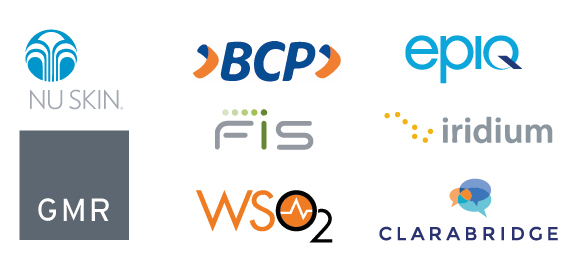 NU SKIN.
BCP
epiq
GMR
FIS
iridium
WSO2
CLARABRIDGE